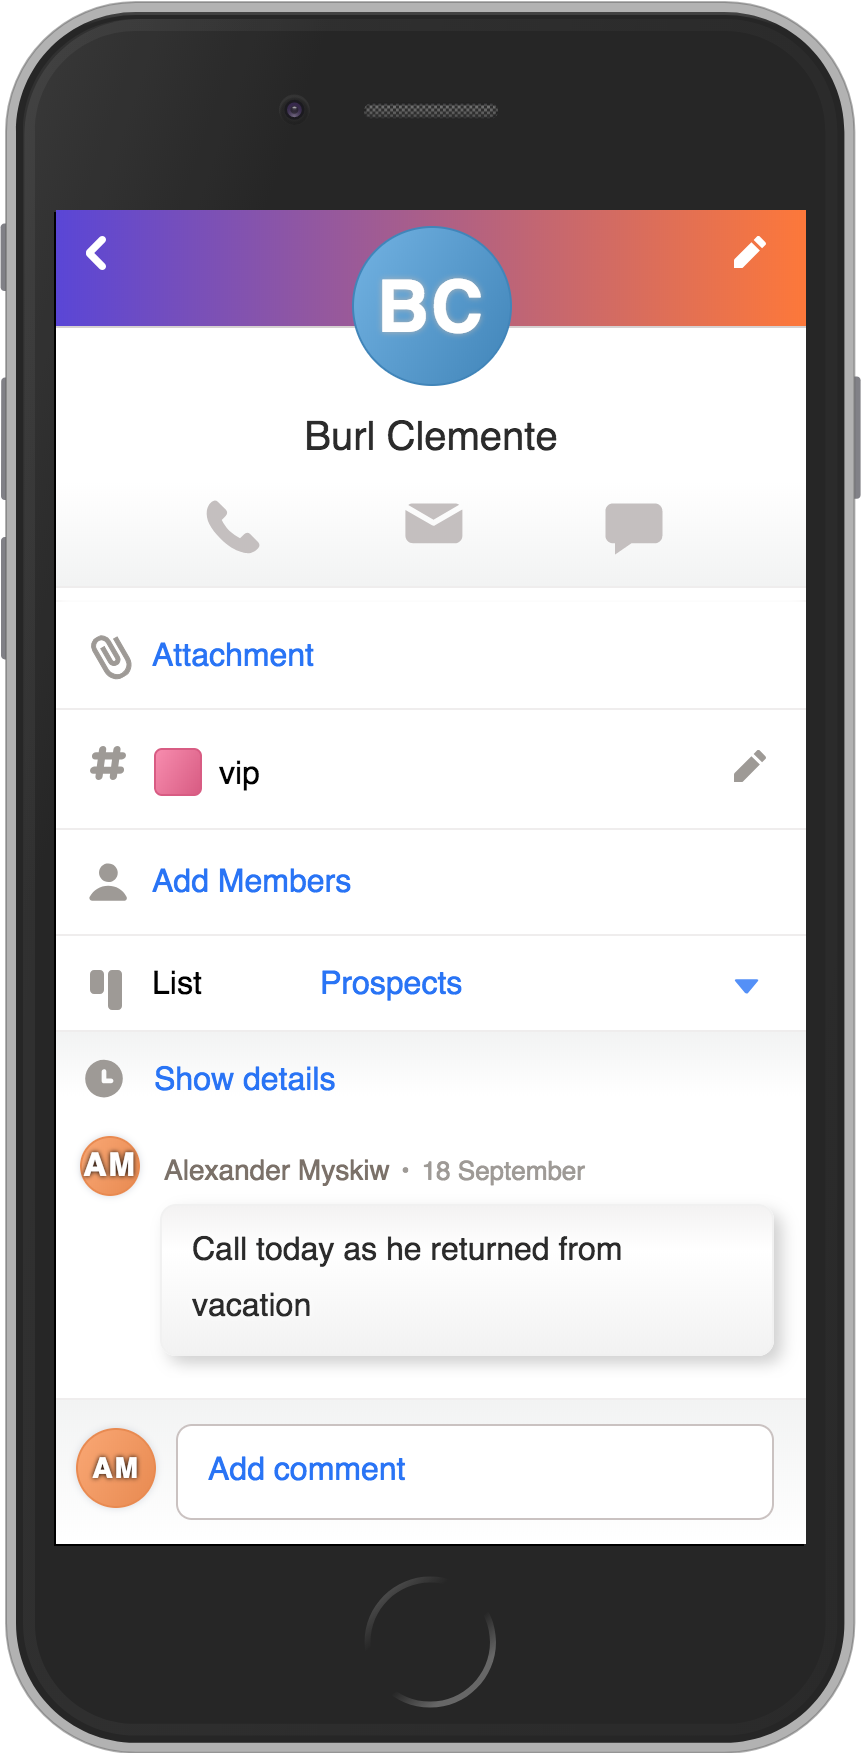 BC
Burl Clemente
Attachment
# vip
Add Members
List Prospects
Show details
AM Alexander Myskiw • 18 September
Call today as he returned from
vacation
AM Add comment